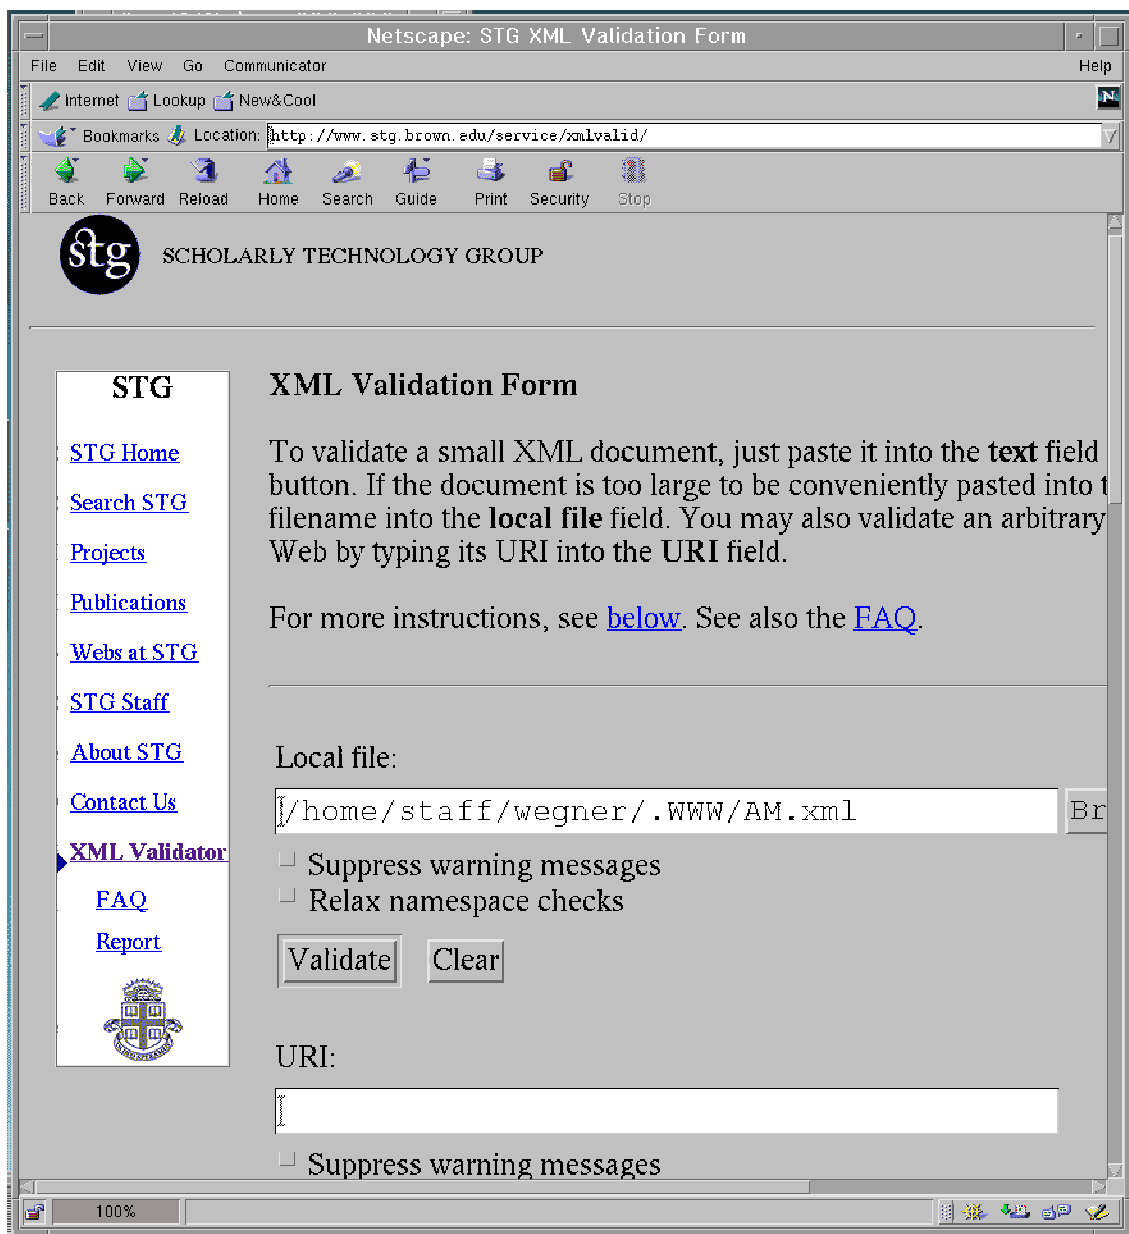 Netscape: STG XML Validation Form
File Edit View Go Communicator Help
Internet Lookup New&Cool N
Bookmarks Location: http://www.stg.brown.edu/service/xmlvalid/
Back Forward Reload Home Search Guide Print Security Stop
stg SCHOLARLY TECHNOLOGY GROUP
STG
STG Home
Search STG
Projects
Publications
Webs at STG
STG Staff
About STG
Contact Us
XML Validator
FAQ
Report
XML Validation Form
To validate a small XML document, just paste it into the text field
button. If the document is too large to be conveniently pasted into t
filename into the local file field. You may also validate an arbitrary
Web by typing its URI into the URI field.
For more instructions, see below. See also the FAQ.
Local file:
/home/staff/wegner/.WWW/AM.xml Br
Suppress warning messages
Relax namespace checks
Validate Clear
URI:
Suppress warning messages
100%